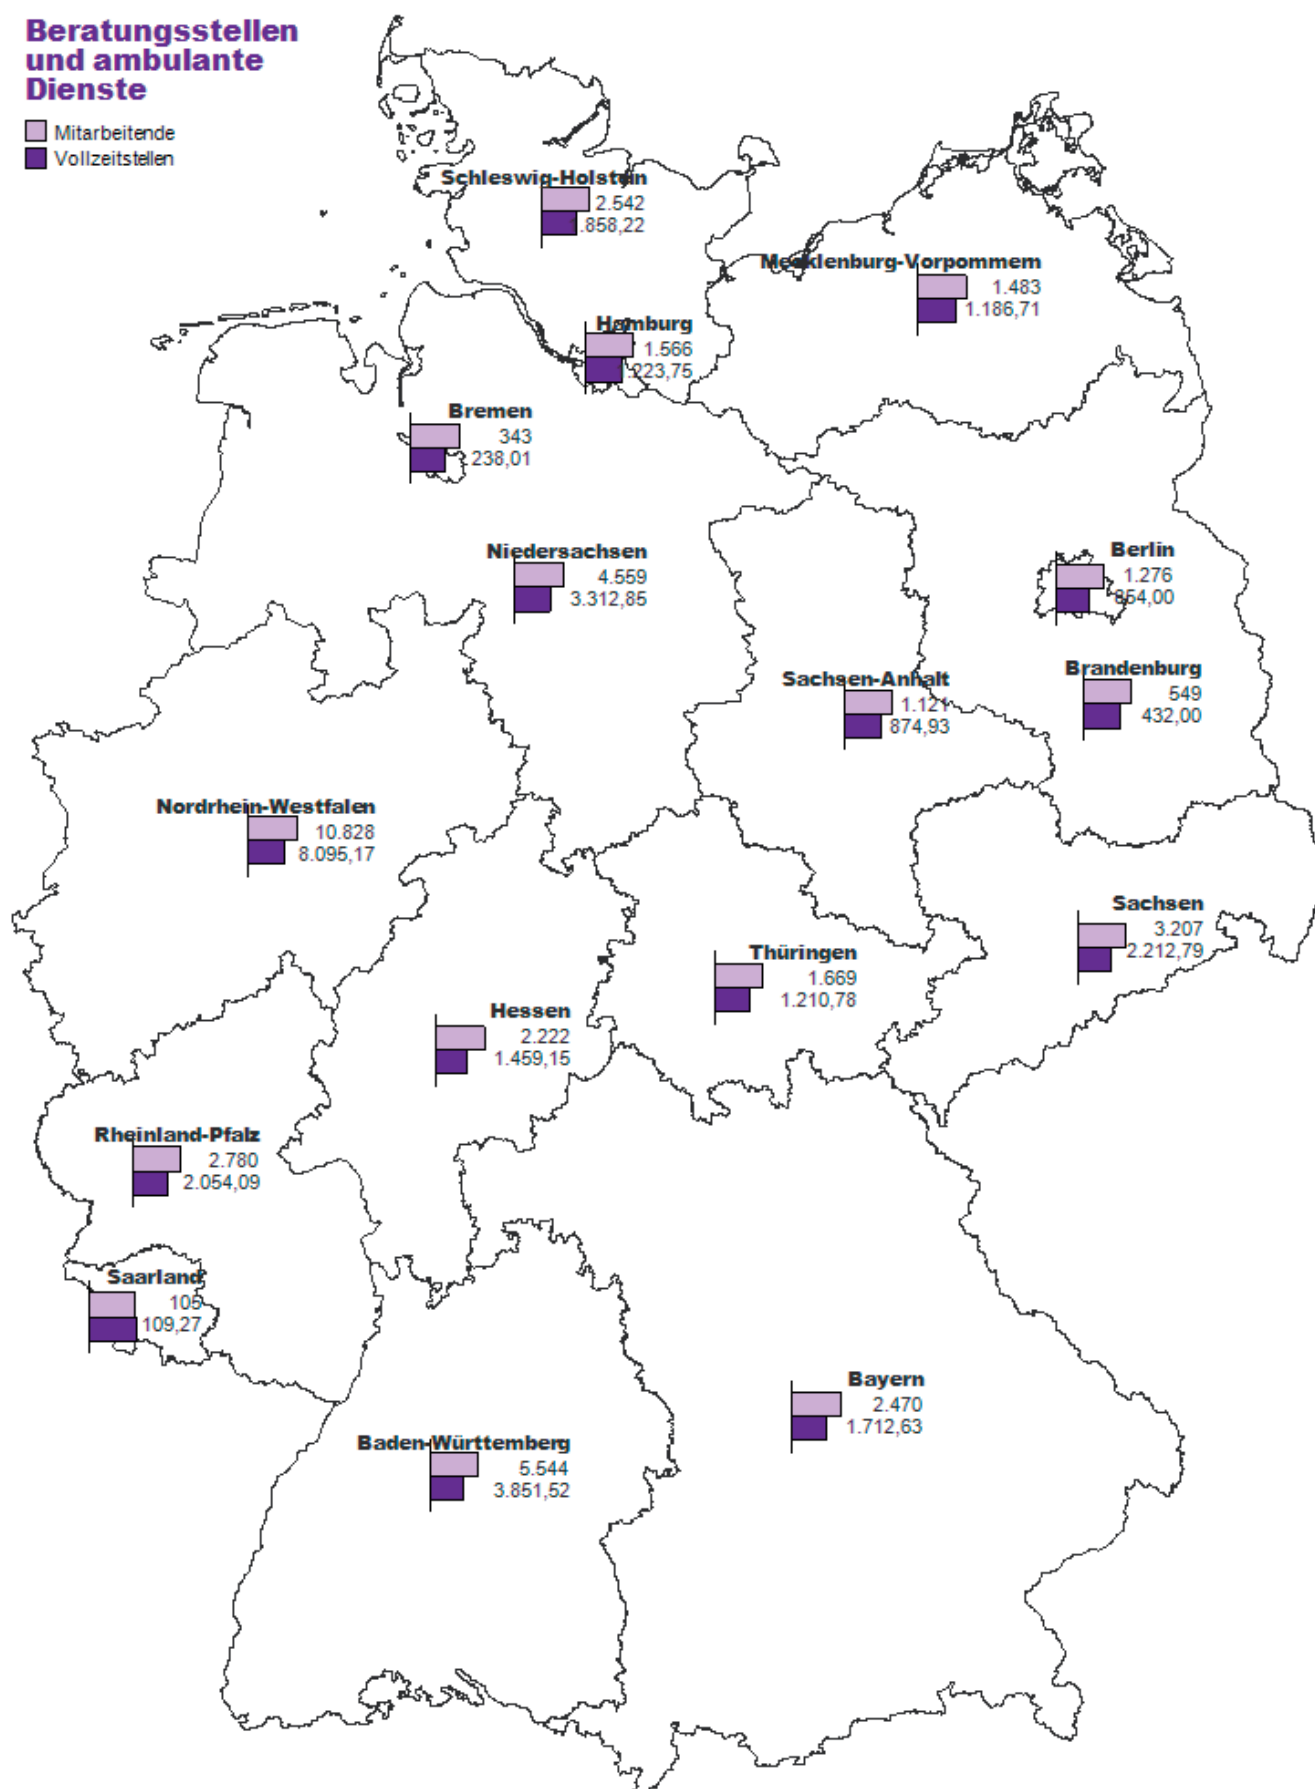 Beratungsstellen
und ambulante
Dienste
Mitarbeitende
Vollzeitstellen
Schleswig-Holstein
2.542
.858,22
Mecklenburg-Vorpommern
1.483
1.186,71
Hamburg
1.566
.223,75
Bremen
343
238,01
Niedersachsen
4.559
3.312,85
Berlin
1.276
854,00
Sachsen-Anhalt
1.121
874,93
Brandenburg
549
432,00
Nordrhein-Westfalen
10.828
8.095,17
Sachsen
3.207
2.212,79
Thüringen
1.669
1.210,78
Hessen
2.222
1.459,15
Rheinland-Pfalz
2.780
2.054,09
Saarland
105
109,27
Bayern
2.470
1.712,63
Baden-Württemberg
5.544
3.851,52